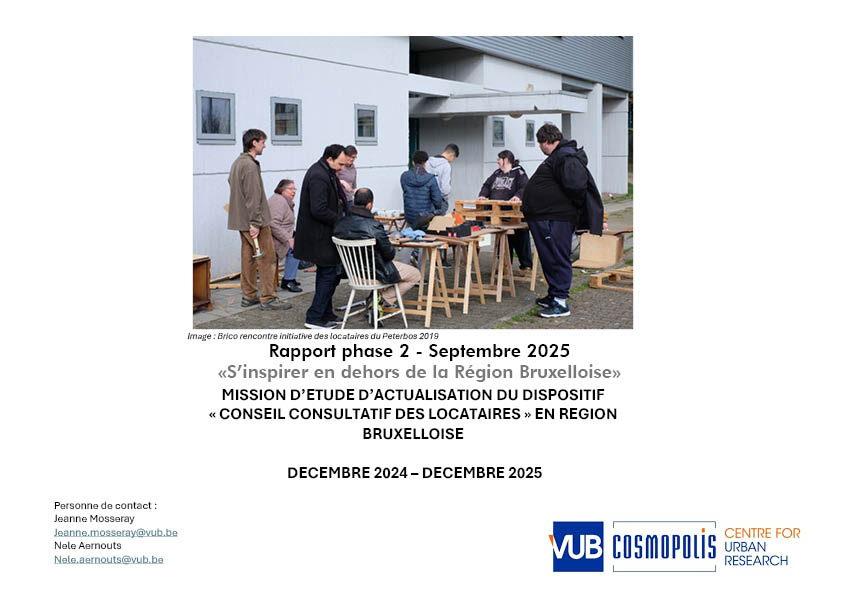 Image : Brico rencontre initiative des locataires du Peterbos 2019
Rapport phase 2 - Septembre 2025
«S'inspirer en dehors de la Région Bruxelloise»
MISSION D'ETUDE D'ACTUALISATION DU DISPOSITIF
« CONSEIL CONSULTATIF DES LOCATAIRES » EN REGION
BRUXELLOISE
DECEMBRE 2024 – DECEMBRE 2025
Personne de contact :
Jeanne Mosseray
Jeanne.mosseray@vub.be
Nele Aernouts
Nele.aernouts@vub.be
VUB COSMOPOLIS CENTRE FOR
URBAN
RESEARCH